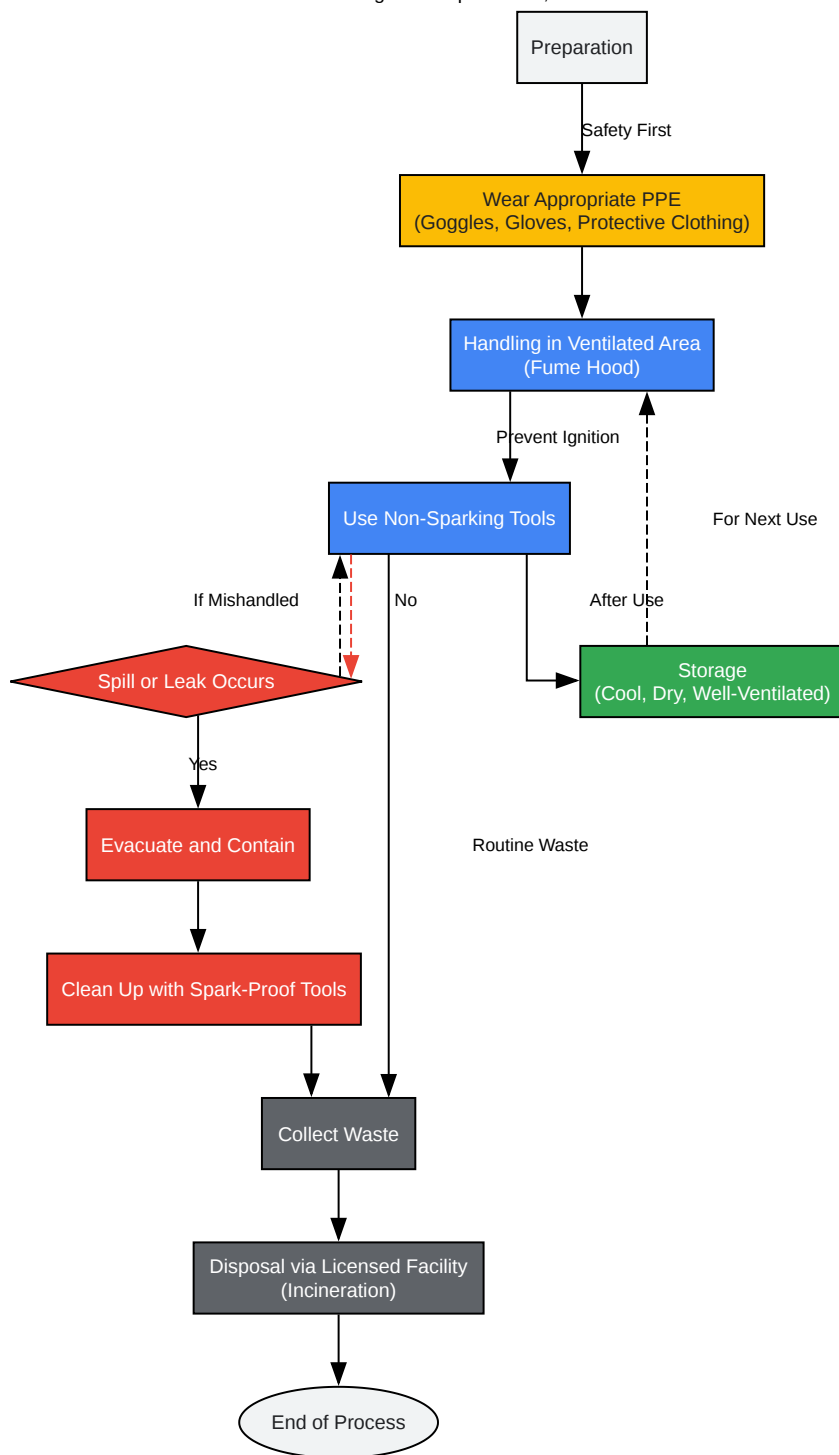 Preparation
Safety First
Wear Appropriate PPE
(Goggles, Gloves, Protective Clothing)
Handling in Ventilated Area
(Fume Hood)
Prevent Ignition
Use Non-Sparking Tools
For Next Use
If Mishandled
No
After Use
Spill or Leak Occurs
Storage
(Cool, Dry, Well-Ventilated)
Yes
Evacuate and Contain
Routine Waste
Clean Up with Spark-Proof Tools
Collect Waste
Disposal via Licensed Facility
(Incineration)
End of Process